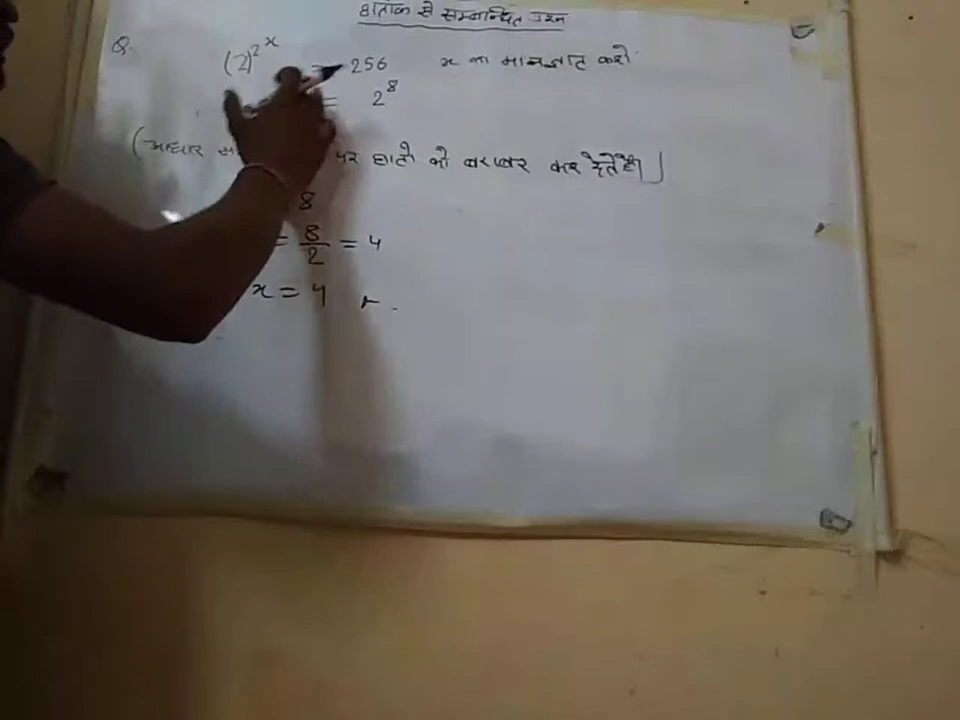 घातांक से सम्बन्धित प्रश्न
Q. (2)^2^x = 256 x का मान ज्ञात करो
= 2^8
(आधार पर घातो को बराबर कर देते है।]
8
= 8/2 = 4
x = 4